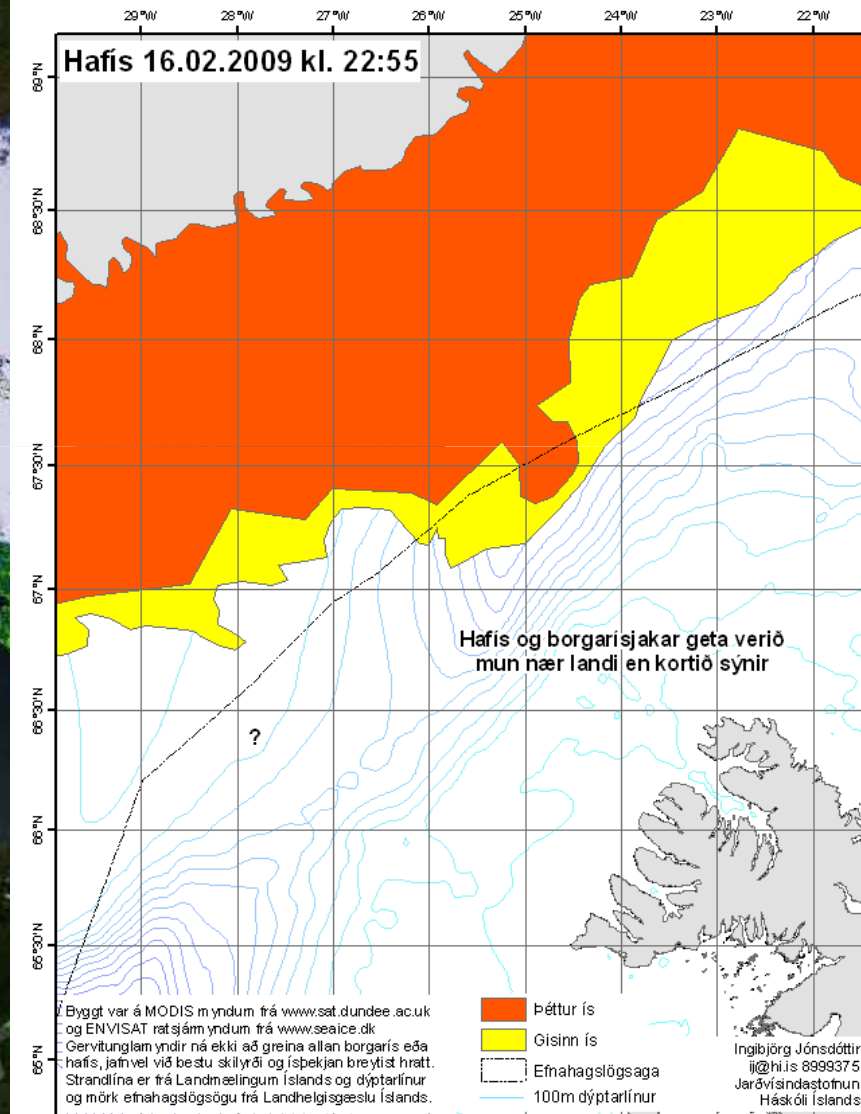 29°W 28°W 27°W 26°W 25°W 24°W 23°W 22°W
Hafís 16.02.2009 kl. 22:55
69°N
68°30'N
68°N
67°30'N
67°N
Hafís og borgarísjakar geta verið
mun nær landi en kortið sýnir
66°30'N
?
66°N
65°30'N
65°N
Byggt var á MODIS myndum frá www.sat.dundee.ac.uk
og ENVISAT ratsjármyndum frá www.seaice.dk
Gervitunglamyndir ná ekki að greina allan borgarís eða
hafís, jafnvel við bestu skilyrði og ísþekjan breytist hratt.
Strandlína er frá Landmælingum Íslands og dýptarlínur
og mörk efnahagslögsögu frá Landhelgisgæslu Íslands.
Þéttur ís
Gisinn ís
Efnahagslögsaga
100m dýptarlínur
Ingibjörg Jónsdóttir
ij@hi.is 8999375
Jarðvísindastofnun
Háskóli Íslands